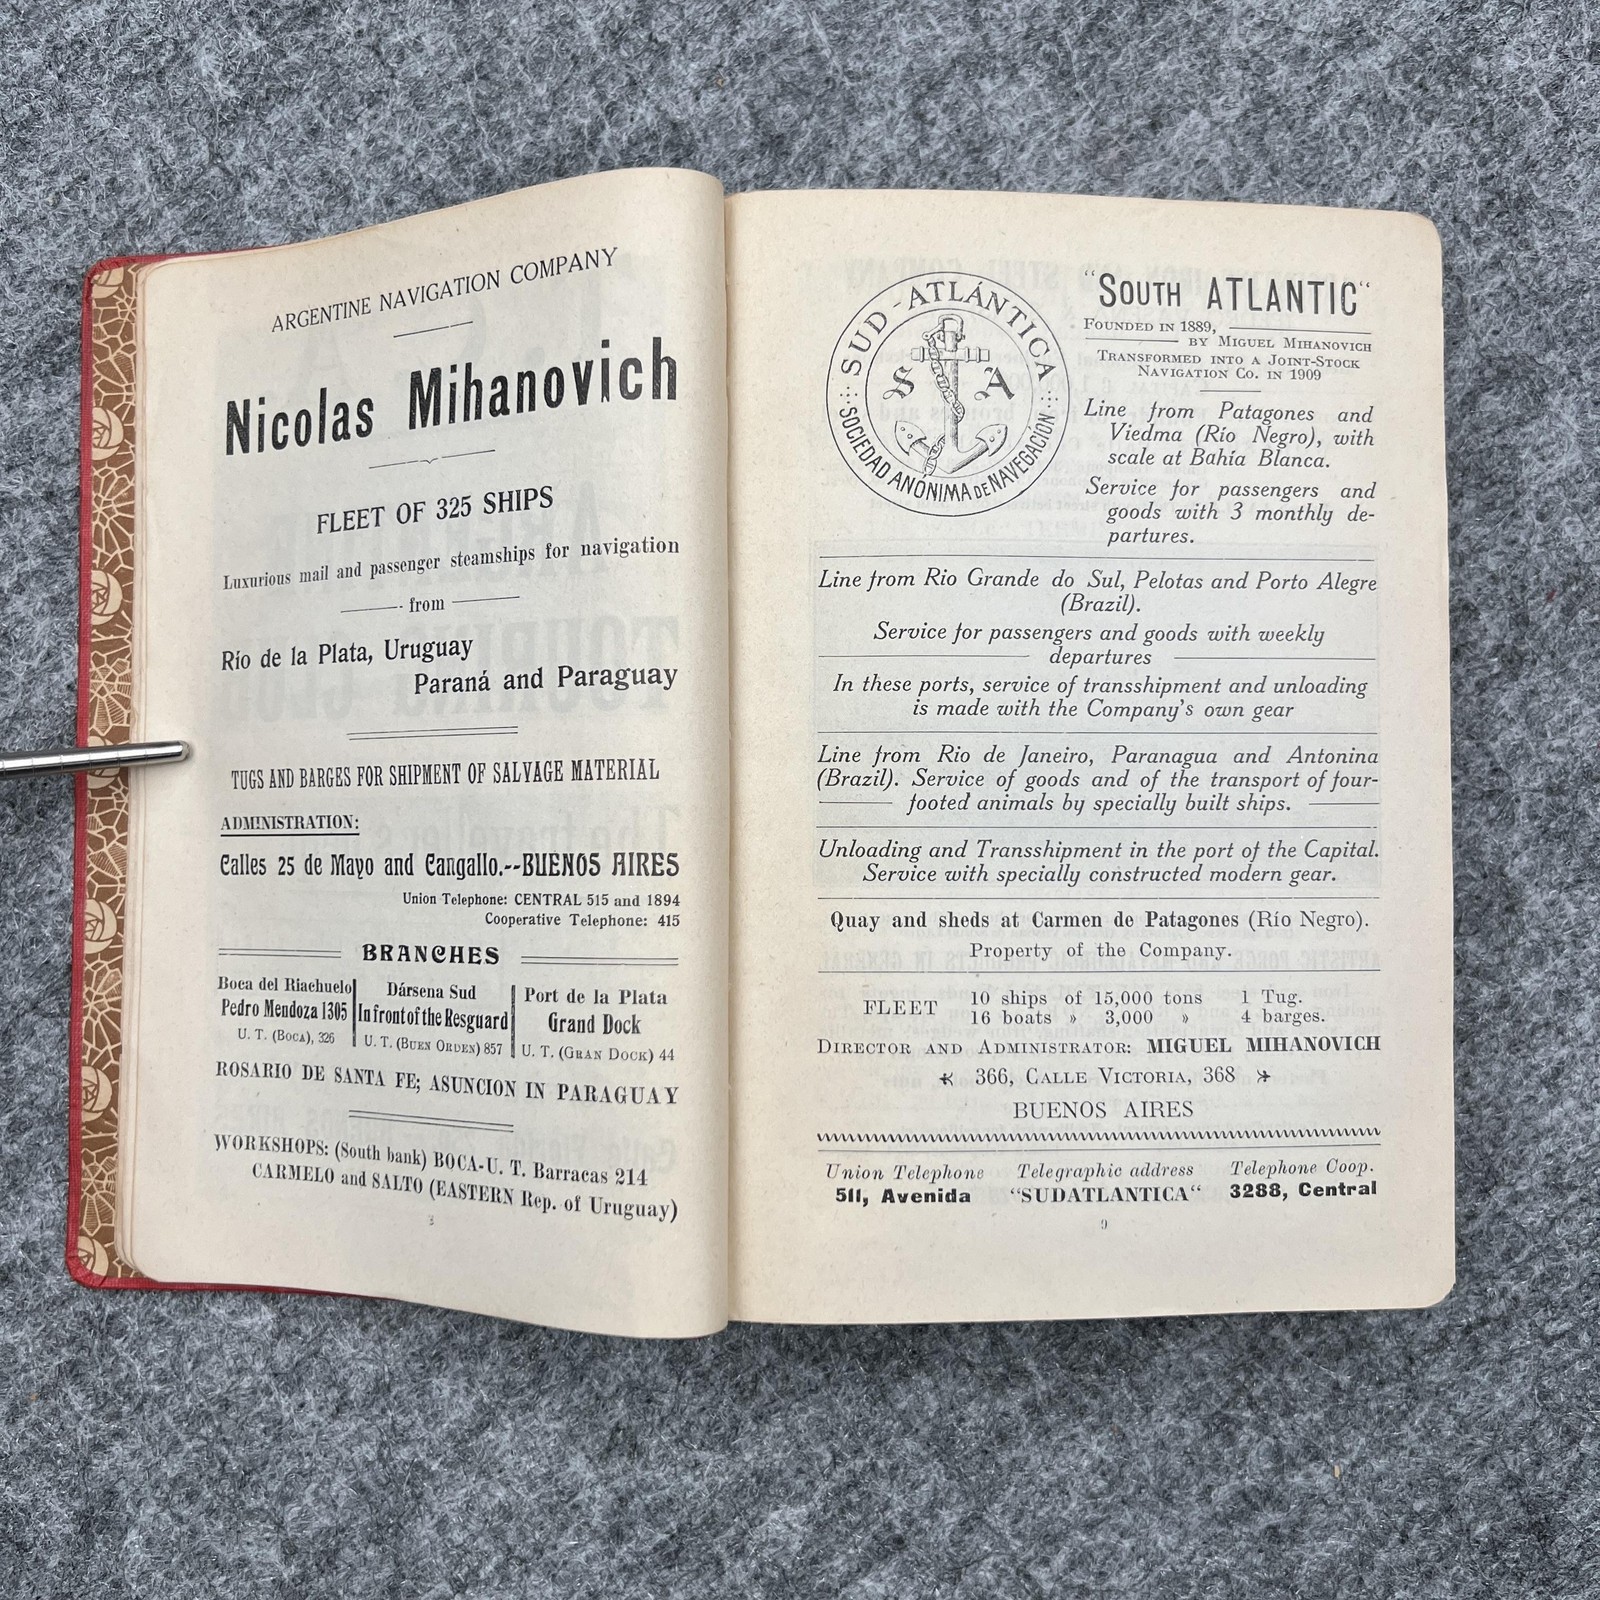 ARGENTINE NAVIGATION COMPANY
Nicolas Mihanovich
FLEET OF 325 SHIPS
Luxurious mail and passenger steamships for navigation
from
Río de la Plata, Uruguay
Paraná and Paraguay
TUGS AND BARGES FOR SHIPMENT OF SALVAGE MATERIAL
ADMINISTRATION:
Calles 25 de Mayo and Cangallo.--BUENOS AIRES
Union Telephone: CENTRAL 515 and 1894
Cooperative Telephone: 415
BRANCHES
Boca del Riachuelo
Pedro Mendoza 1305
U. T. (BOCA), 326
Dársena Sud
In front of the Resguard
U. T. (BUEN ORDEN) 857
Port de la Plata
Grand Dock
U. T. (GRAN DOCK) 44
ROSARIO DE SANTA FE; ASUNCION IN PARAGUAY
WORKSHOPS: (South bank) BOCA-U. T. Barracas 214
CARMELO and SALTO (EASTERN Rep. of Uruguay)
3
SUD-ATLÁNTICA
S A
SOCIEDAD ANÓNIMA DE NAVEGACIÓN
"SOUTH ATLANTIC"
FOUNDED IN 1889,
BY MIGUEL MIHANOVICH
TRANSFORMED INTO A JOINT-STOCK
NAVIGATION CO. IN 1909
Line from Patagones and
Viedma (Río Negro), with
scale at Bahía Blanca.
Service for passengers and
goods with 3 monthly de-
partures.
Line from Rio Grande do Sul, Pelotas and Porto Alegre
(Brazil).
Service for passengers and goods with weekly
departures
In these ports, service of transshipment and unloading
is made with the Company's own gear
Line from Rio de Janeiro, Paranagua and Antonina
(Brazil). Service of goods and of the transport of four-
footed animals by specially built ships.
Unloading and Transshipment in the port of the Capital.
Service with specially constructed modern gear.
Quay and sheds at Carmen de Patagones (Río Negro).
Property of the Company.
FLEET
10 ships of 15,000 tons 1 Tug.
16 boats » 3,000 » 4 barges.
DIRECTOR AND ADMINISTRATOR: MIGUEL MIHANOVICH
366, CALLE VICTORIA, 368
BUENOS AIRES
Union Telephone Telegraphic address Telephone Coop.
511, Avenida "SUDATLANTICA" 3288, Central
9